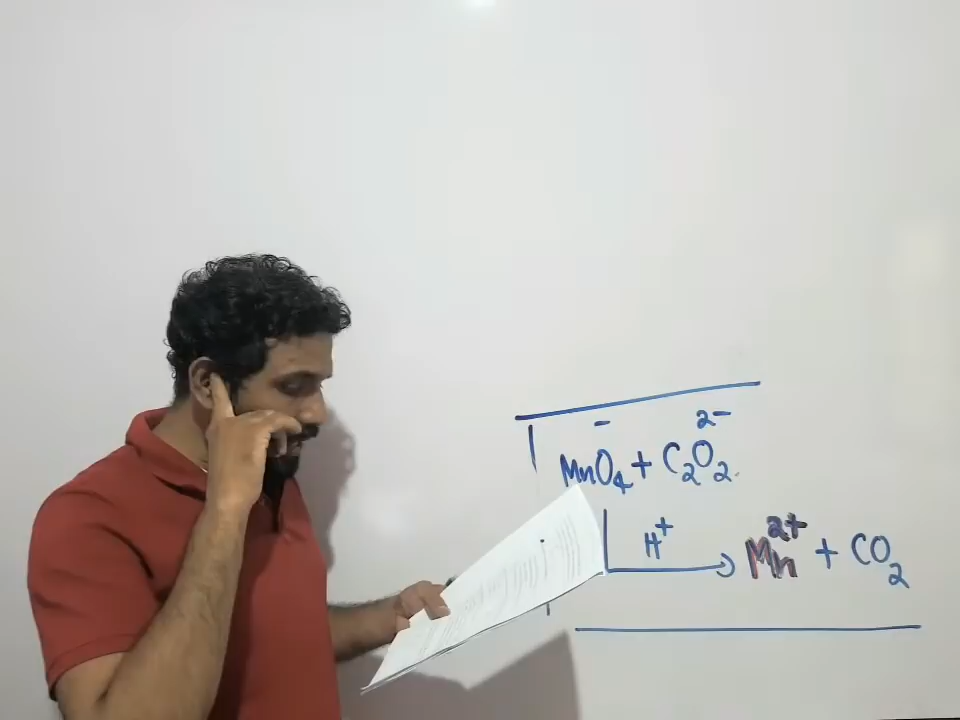 MnO₄⁻ + C₂O₂²⁻
H⁺ → Mn²⁺ + CO₂